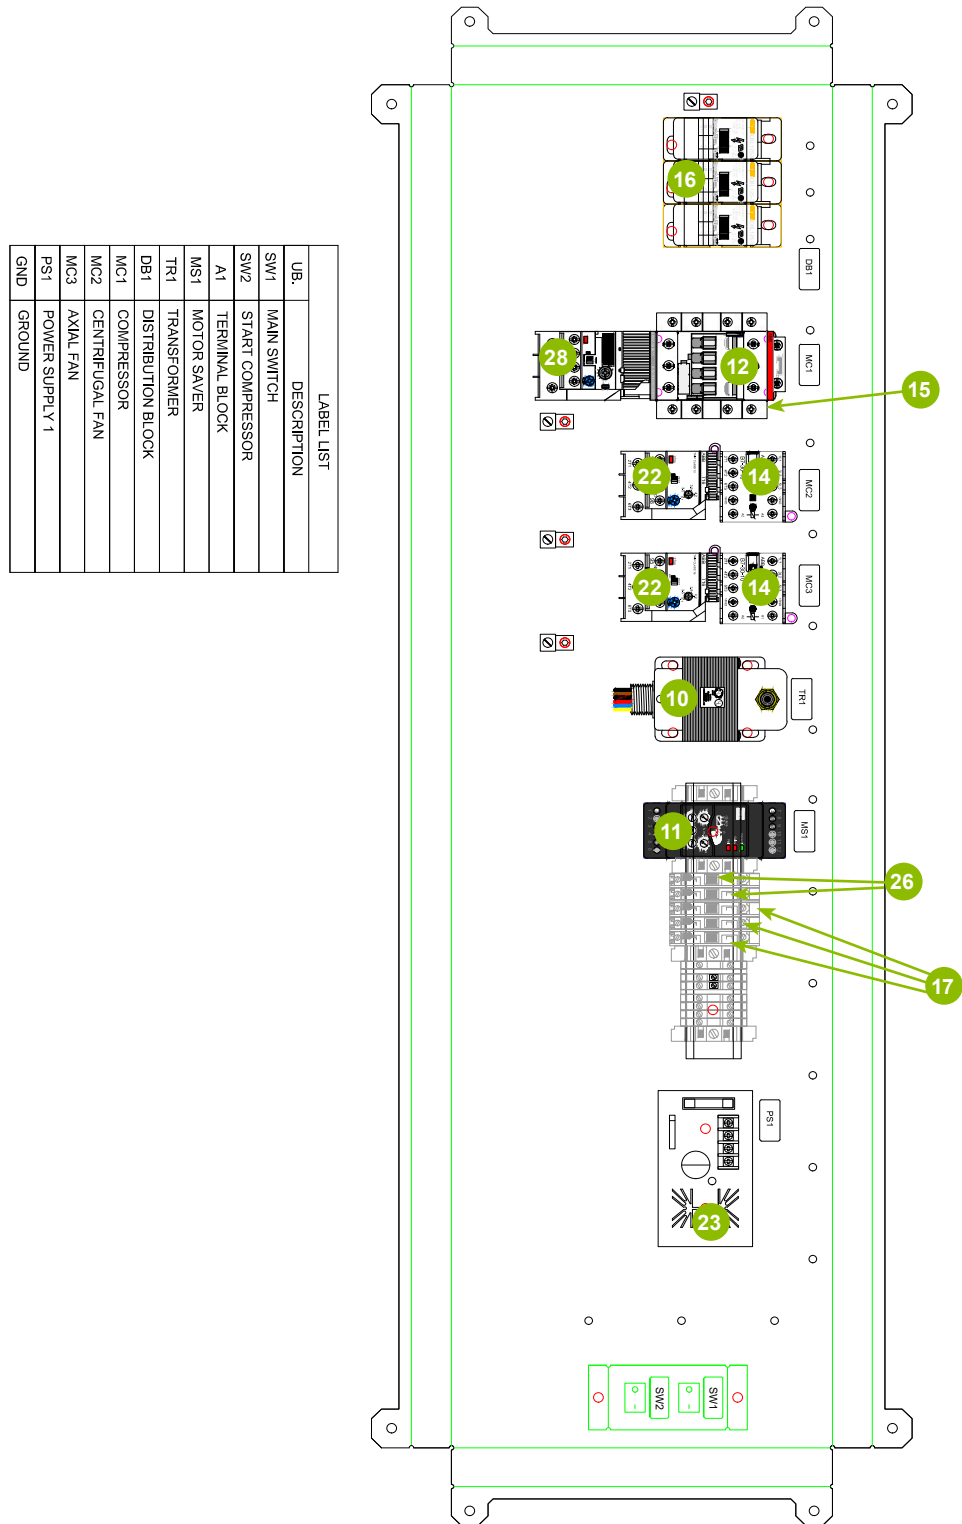 LABEL LIST
UB. DESCRIPTION
SW1 MAIN SWITCH
SW2 START COMPRESSOR
A1 TERMINAL BLOCK
MS1 MOTOR SAVER
TR1 TRANSFORMER
DB1 DISTRIBUTION BLOCK
MC1 COMPRESSOR
MC2 CENTRIFUGAL FAN
MC3 AXIAL FAN
PS1 POWER SUPPLY 1
GND GROUND
16
DB1
28
12
MC1
15
22
14
MC2
22
14
MC3
10
TR1
11
MS1
26
17
PS1
23
SW2
SW1